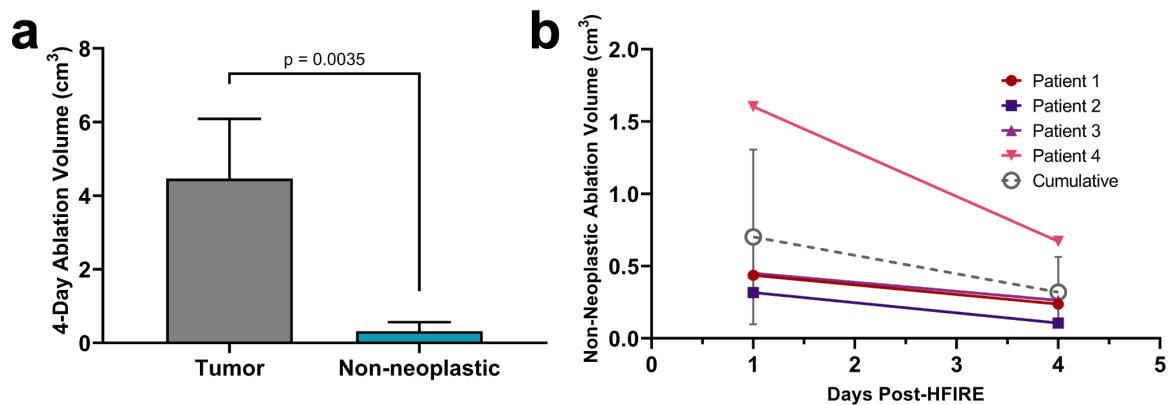 a
4-Day Ablation Volume (cm³)
8
6
4
2
0
p = 0.0035
Tumor
Non-neoplastic
b
Non-Neoplastic Ablation Volume (cm³)
2.0
1.5
1.0
0.5
0.0
Patient 1
Patient 2
Patient 3
Patient 4
Cumulative
0 1 2 3 4 5
Days Post-HFIRE